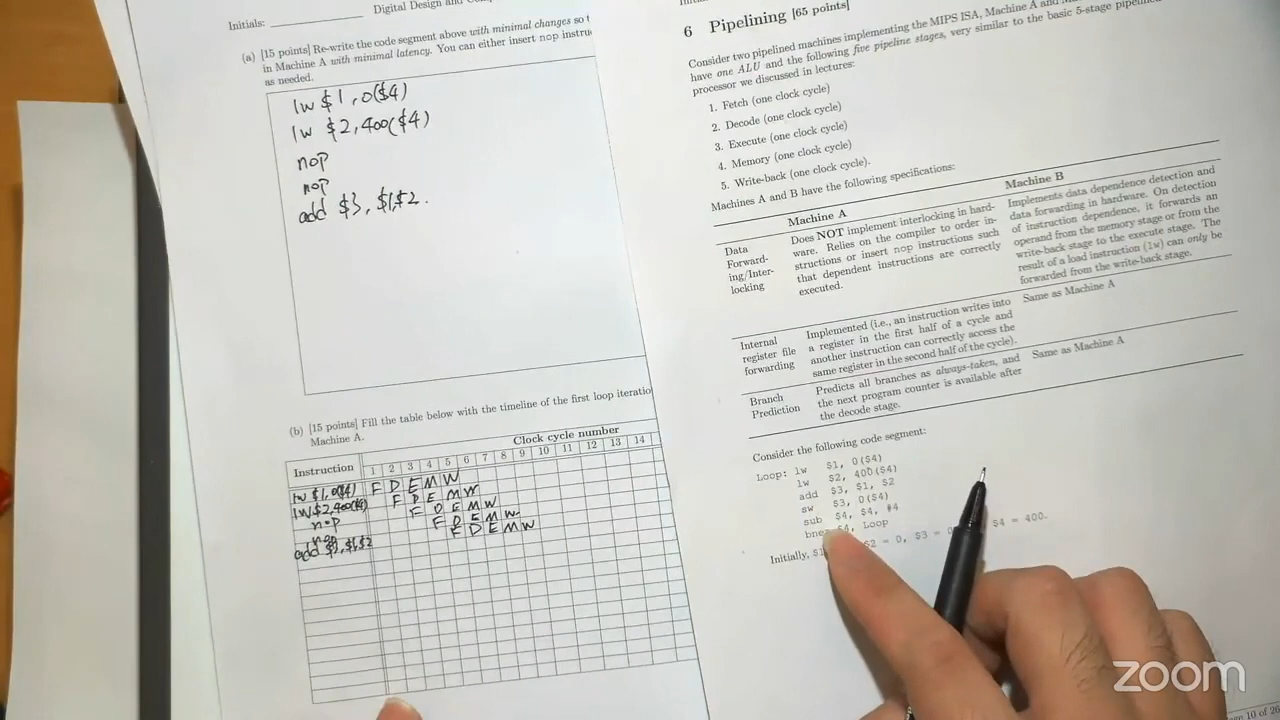 Initials:
Digital Design and
(a) [15 points] Re-write the code segment above with minimal changes so
in Machine A with minimal latency. You can either insert nop
as needed.
lw $1, 0($4)
lw $2, 400($4)
nop
nop
add $3, $1,$2.
(b) [15 points] Fill the table below with the timeline of the first loop
Machine A.
Instruction
Clock cycle number
1 2 3 4 5 6 7 8 9 10 11 12 13 14
lw $1, 0($4) F D E M W
lw $2,400($4) F D E M W
nop F D E M W
nop F D E M W
add $3,$1,$2 F D E M W
6 Pipelining [65 points]
Consider two pipelined machines implementing the MIPS ISA, Machine A and
have one ALU and the following five pipeline stages, very similar to the basic 5-stage
processor we discussed in lectures:
1. Fetch (one clock cycle)
2. Decode (one clock cycle)
3. Execute (one clock cycle)
4. Memory (one clock cycle)
5. Write-back (one clock cycle).
Machines A and B have the following specifications:
Machine A
Machine B
Data
Forward-
ing/Inter-
locking
Does NOT implement interlocking in hard-
ware. Relies on the compiler to order in-
structions or insert nop instructions such
that dependent instructions are correctly
executed.
Implements data dependence detection and
data forwarding in hardware. On detection
of instruction dependence, it forwards an
operand from the memory stage or from the
write-back stage to the execute stage. The
result of a load instruction (lw) can only be
forwarded from the write-back stage.
Internal
register file
forwarding
Implemented (i.e., an instruction writes into
a register in the first half of a cycle and
another instruction can correctly access the
same register in the second half of the cycle).
Same as Machine A
Branch
Prediction
Predicts all branches as always-taken, and
the next program counter is available after
the decode stage.
Same as Machine A
Consider the following code segment:
Loop: lw $1, 0($4)
lw $2, 400($4)
add $3, $1, $2
sw $3, 0($4)
sub $4, $4, #4
$4, Loop
Initially, $2 = 0, $3 = $4 = 400.
zoom
10 of 26